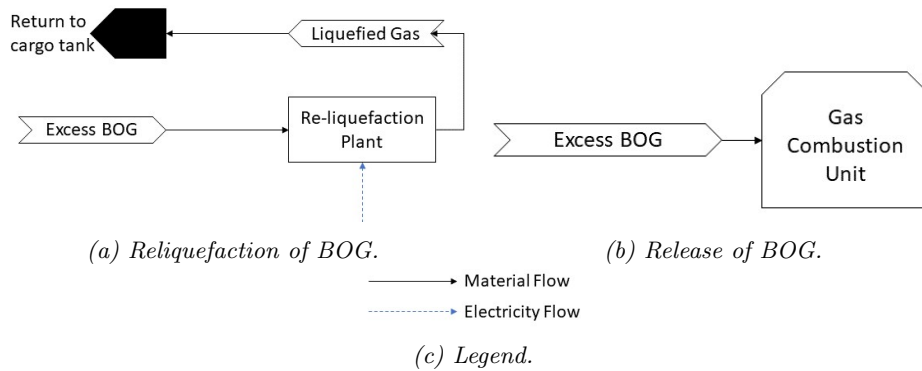 Return to
cargo tank
Liquefied Gas
Excess BOG
Re-liquefaction
Plant
Excess BOG
Gas
Combustion
Unit
(a) Reliquefaction of BOG.
(b) Release of BOG.
Material Flow
Electricity Flow
(c) Legend.